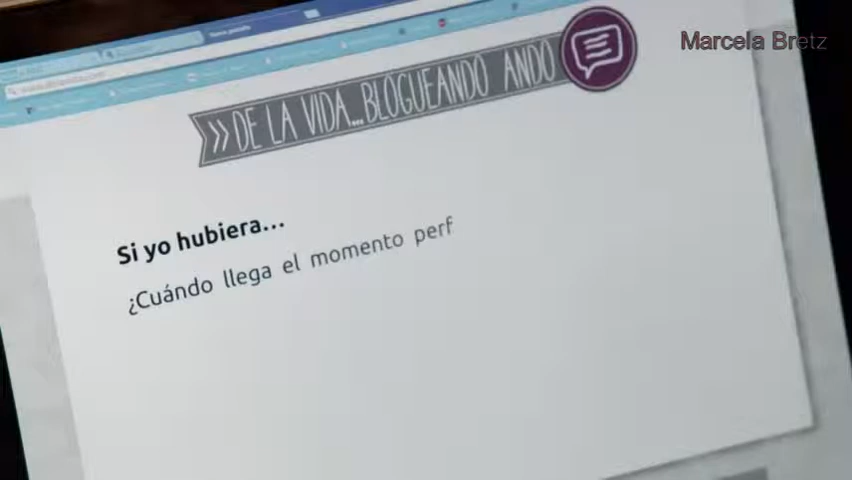 Marcela Bretz
>> DE LA VIDA...BLOGUEANDO ANDO
Si yo hubiera...
¿Cuándo llega el momento perf